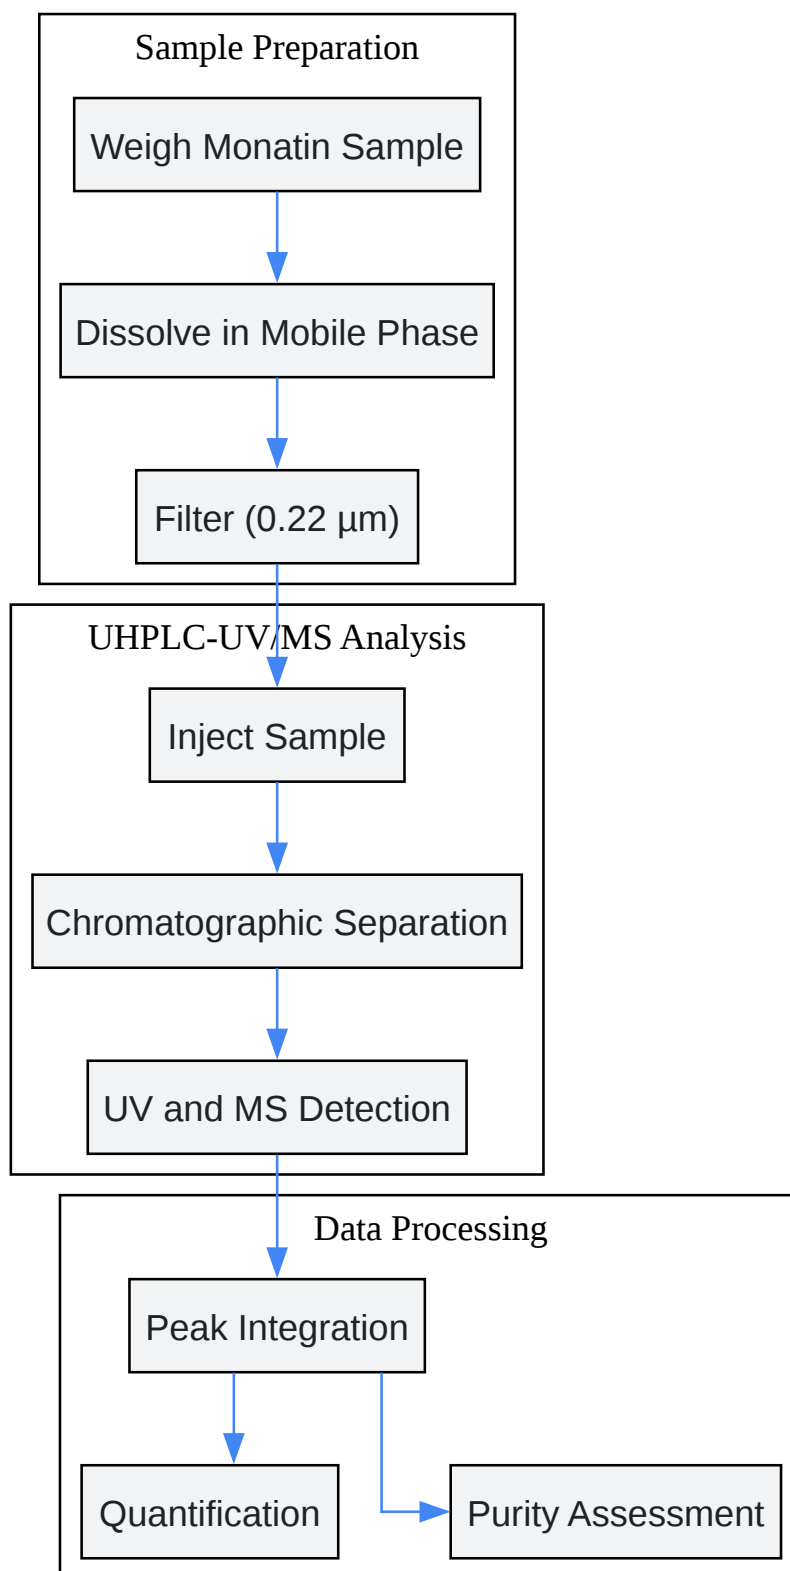 Sample Preparation
Weigh Monatin Sample
Dissolve in Mobile Phase
Filter (0.22 µm)
UHPLC-UV/MS Analysis
Inject Sample
Chromatographic Separation
UV and MS Detection
Data Processing
Peak Integration
Quantification
Purity Assessment